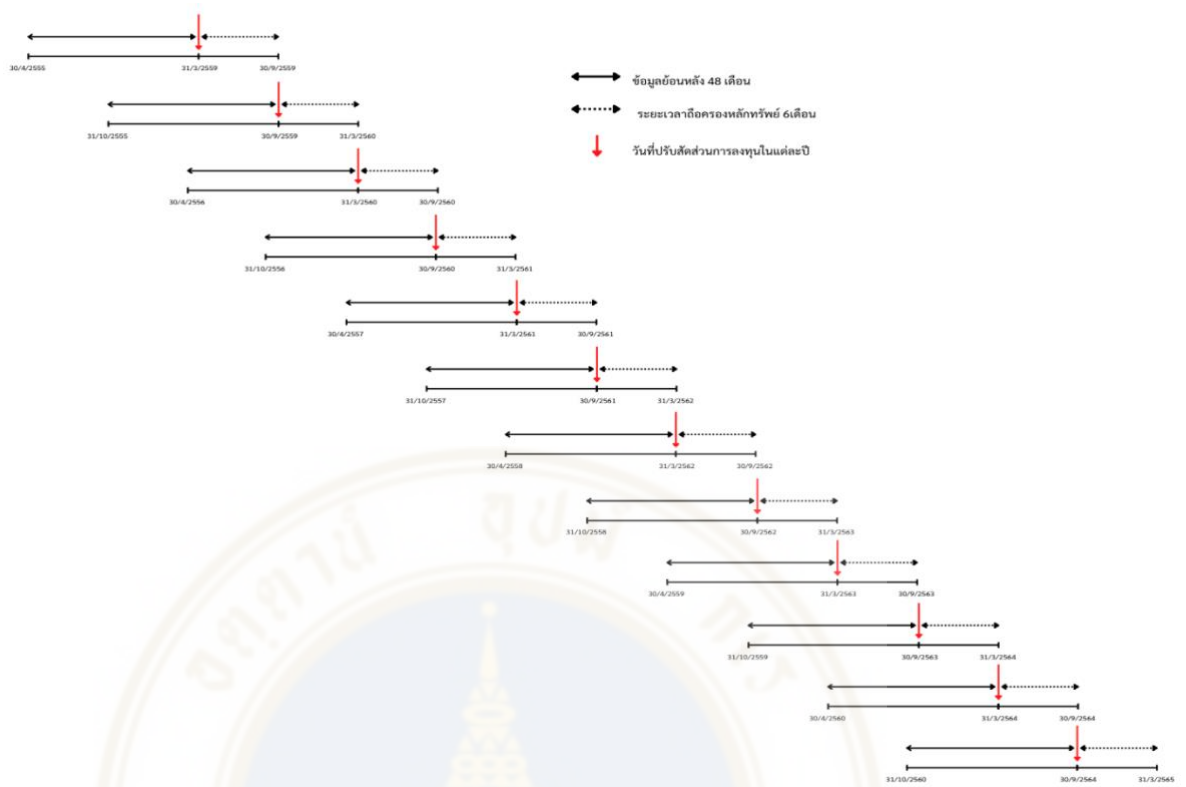 30/4/2555 31/3/2559 30/9/2559
ข้อมูลย้อนหลัง 48 เดือน
ระยะเวลาถือครองหลักทรัพย์ 6เดือน
วันที่ปรับสัดส่วนการลงทุนในแต่ละปี
31/10/2555 30/9/2559 31/3/2560
30/4/2556 31/3/2560 30/9/2560
31/10/2556 30/9/2560 31/3/2561
30/4/2557 31/3/2561 30/9/2561
31/10/2557 30/9/2561 31/3/2562
30/4/2558 31/3/2562 30/9/2562
31/10/2558 30/9/2562 31/3/2563
30/4/2559 31/3/2563 30/9/2563
31/10/2559 30/9/2563 31/3/2564
30/4/2560 31/3/2564 30/9/2564
31/10/2560 30/9/2564 31/3/2565